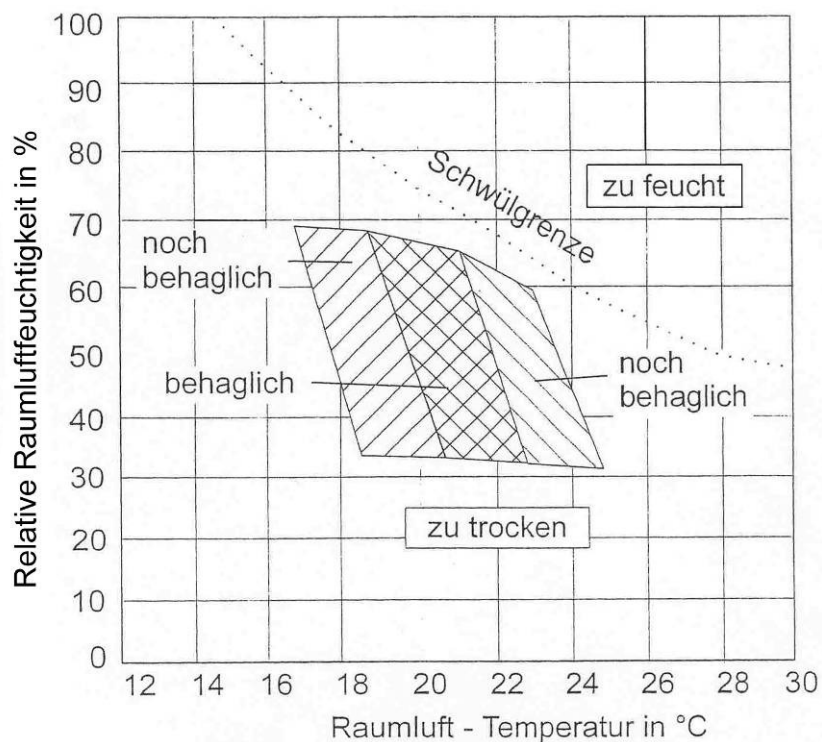 Relative Raumluftfeuchtigkeit in %
100
90
80
70
60
50
40
30
20
10
0
Schwülgrenze
zu feucht
noch
behaglich
behaglich
noch
behaglich
zu trocken
12 14 16 18 20 22 24 26 28 30
Raumluft - Temperatur in °C